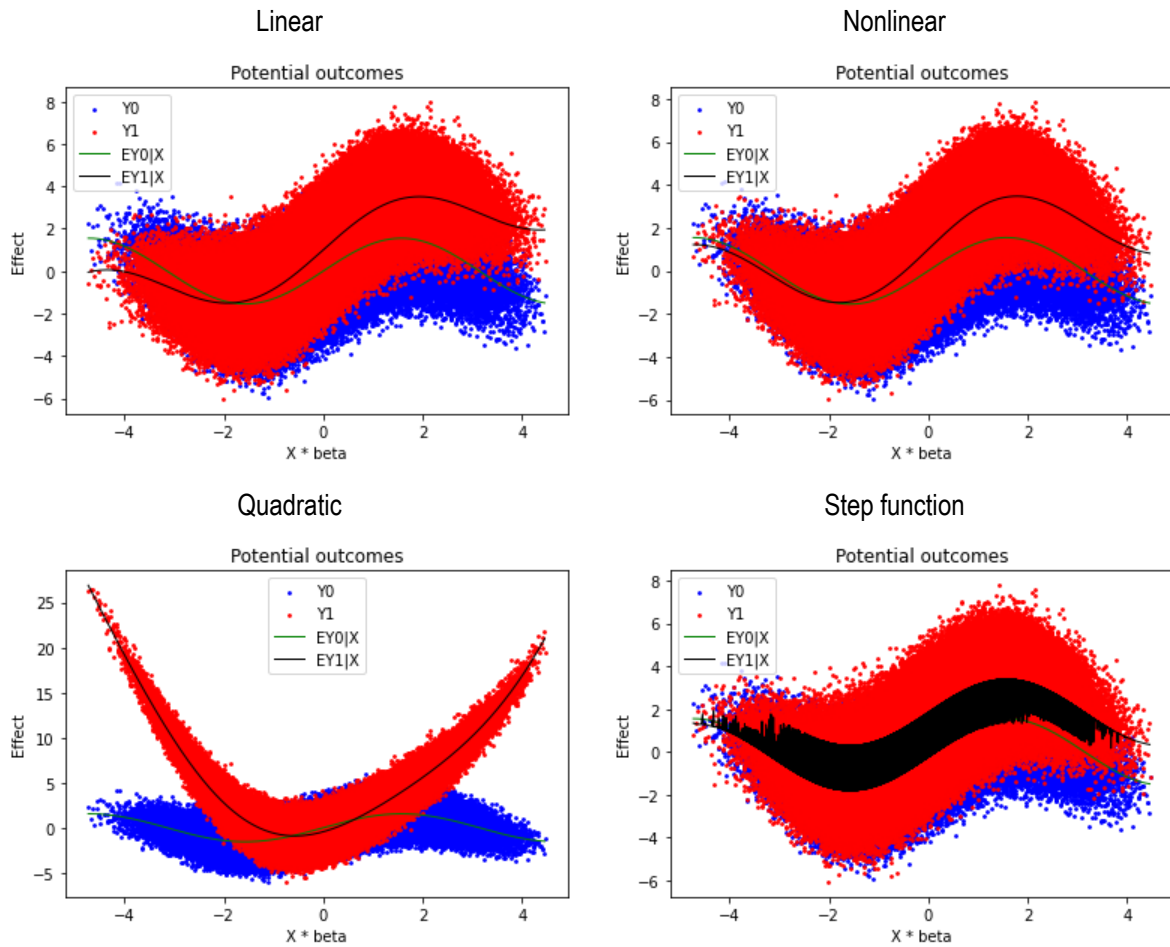 Linear
Potential outcomes
Y0
Y1
EY0|X
EY1|X
Effect
8
6
4
2
0
−2
−4
−6
−4 −2 0 2 4
X * beta
Nonlinear
Potential outcomes
Y0
Y1
EY0|X
EY1|X
Effect
8
6
4
2
0
−2
−4
−6
−4 −2 0 2 4
X * beta
Quadratic
Potential outcomes
Y0
Y1
EY0|X
EY1|X
Effect
25
20
15
10
5
0
−5
−4 −2 0 2 4
X * beta
Step function
Potential outcomes
Y0
Y1
EY0|X
EY1|X
Effect
8
6
4
2
0
−2
−4
−6
−4 −2 0 2 4
X * beta